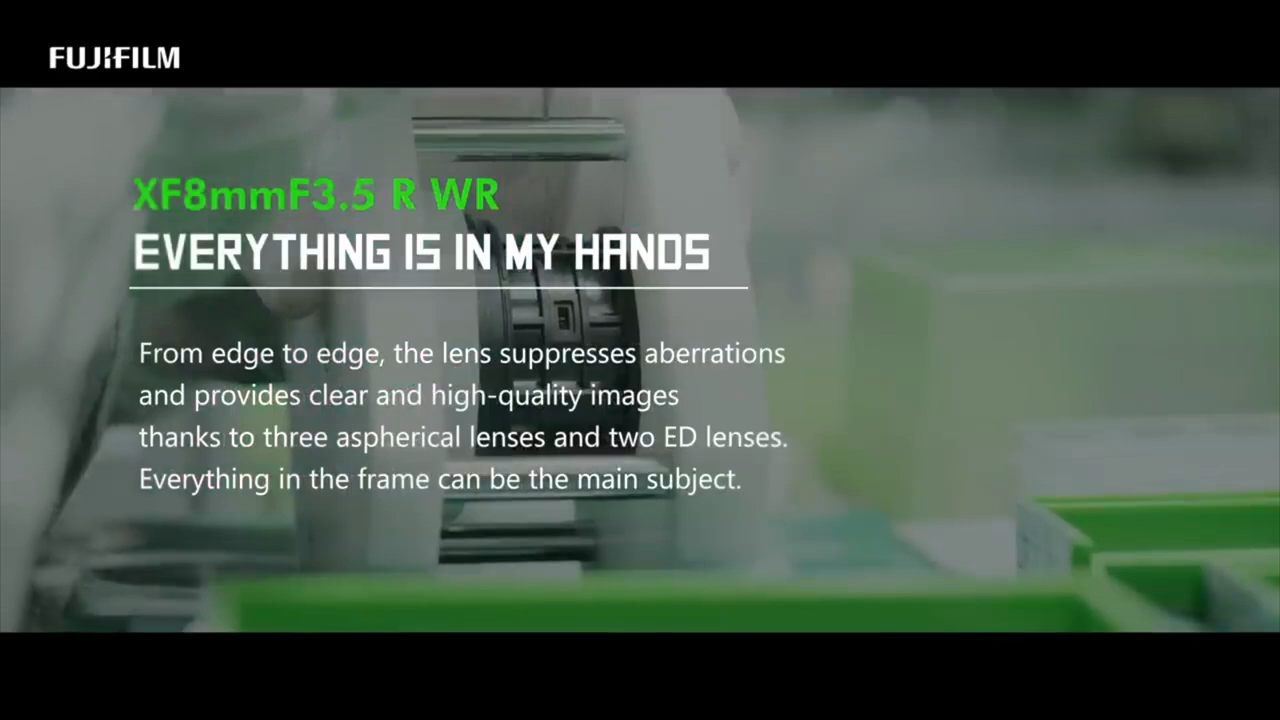 FUJIFILM
XF8mmF3.5 R WR
EVERYTHING IS IN MY HANDS
From edge to edge, the lens suppresses aberrations
and provides clear and high-quality images
thanks to three aspherical lenses and two ED lenses.
Everything in the frame can be the main subject.